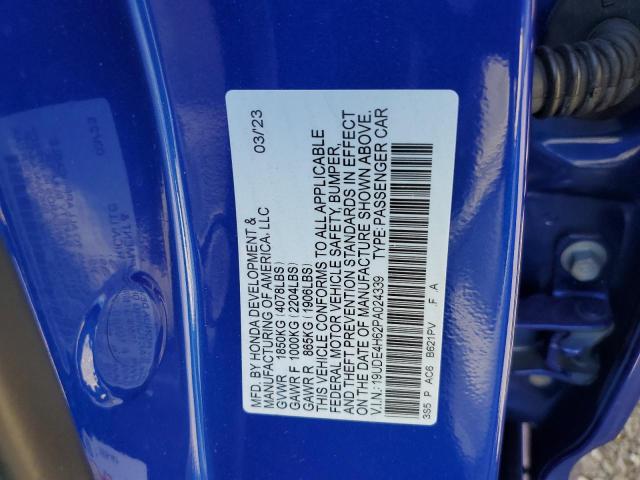 MFD. BY HONDA DEVELOPMENT & 03/'23
MANUFACTURING OF AMERICA, LLC
GVWR 1850KG (4079LBS)
GAWR F 1000KG (2204LBS)
GAWR R 865KG (1906LBS)
THIS VEHICLE CONFORMS TO ALL APPLICABLE
FEDERAL MOTOR VEHICLE SAFETY, BUMPER,
AND THEFT PREVENTION STANDARDS IN EFFECT
ON THE DATE OF MANUFACTURE SHOWN ABOVE.
V.I.N.:19UDE4H62PA024339 TYPE:PASSENGER CAR
3S5 P AC6 B621PV F A